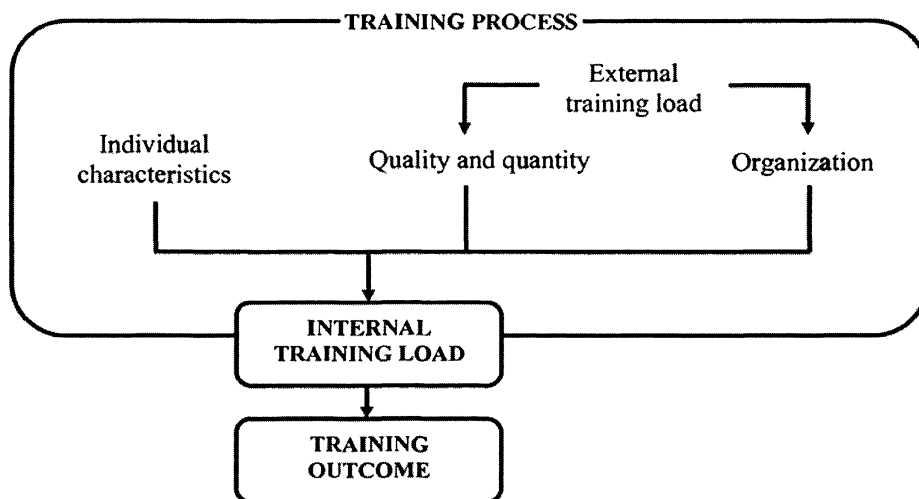 TRAINING PROCESS
External
training load
Individual
characteristics
Quality and quantity
Organization
INTERNAL
TRAINING LOAD
TRAINING
OUTCOME